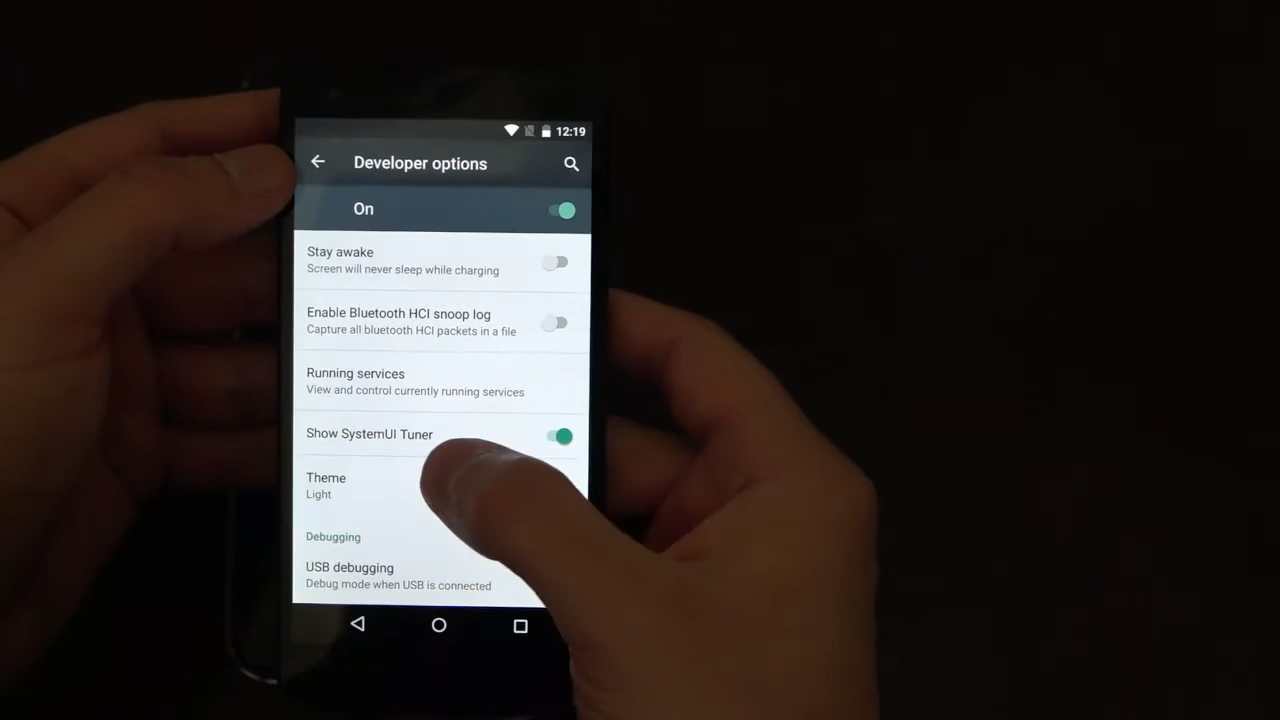 12:19
Developer options
On
Stay awake
Screen will never sleep while charging
Enable Bluetooth HCI snoop log
Capture all bluetooth HCI packets in a file
Running services
View and control currently running services
Show SystemUI Tuner
Theme
Light
Debugging
USB debugging
Debug mode when USB is connected